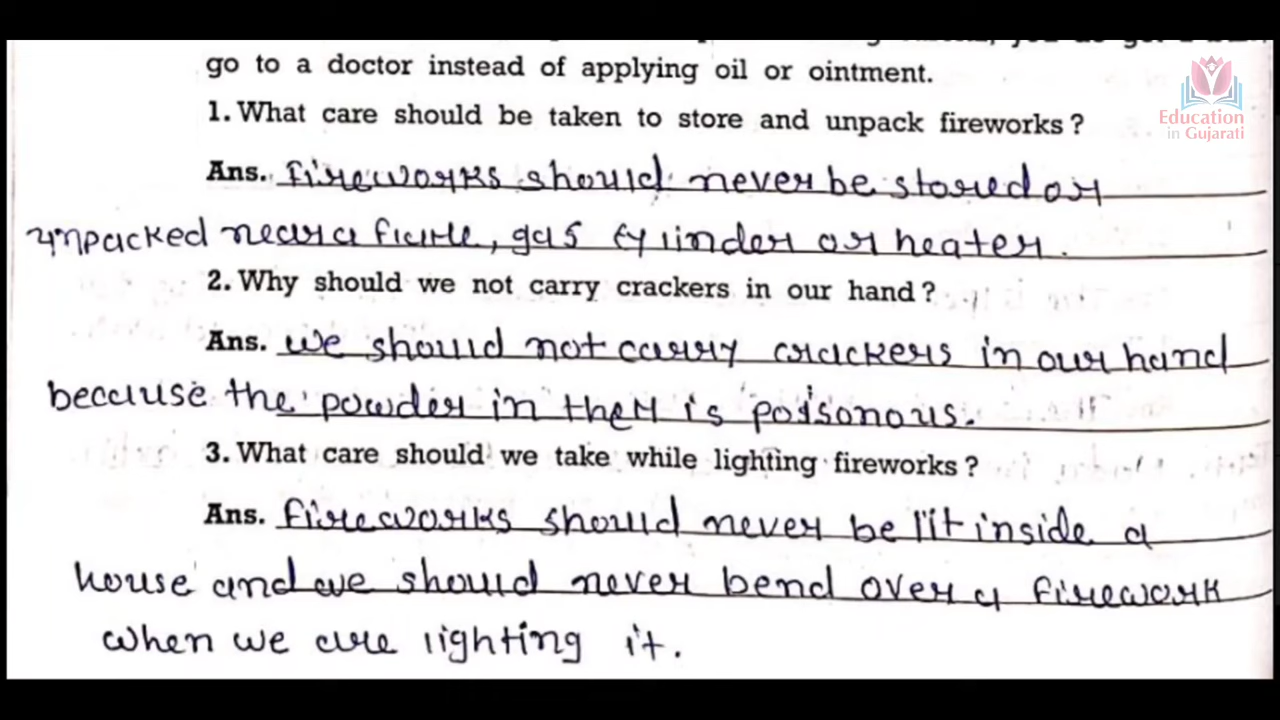 go to a doctor instead of applying oil or ointment.
Education
in Gujarati
1. What care should be taken to store and unpack fireworks ?
Ans. fireworks should never be stored or
unpacked near a fire, gas cylinder or heater.
2. Why should we not carry crackers in our hand ?
Ans. we should not carry crackers in our hand
because the powder in them is poisonous.
3. What care should we take while lighting fireworks ?
Ans. fireworks should never be lit inside a
house and we should never bend over a firework
when we are lighting it.